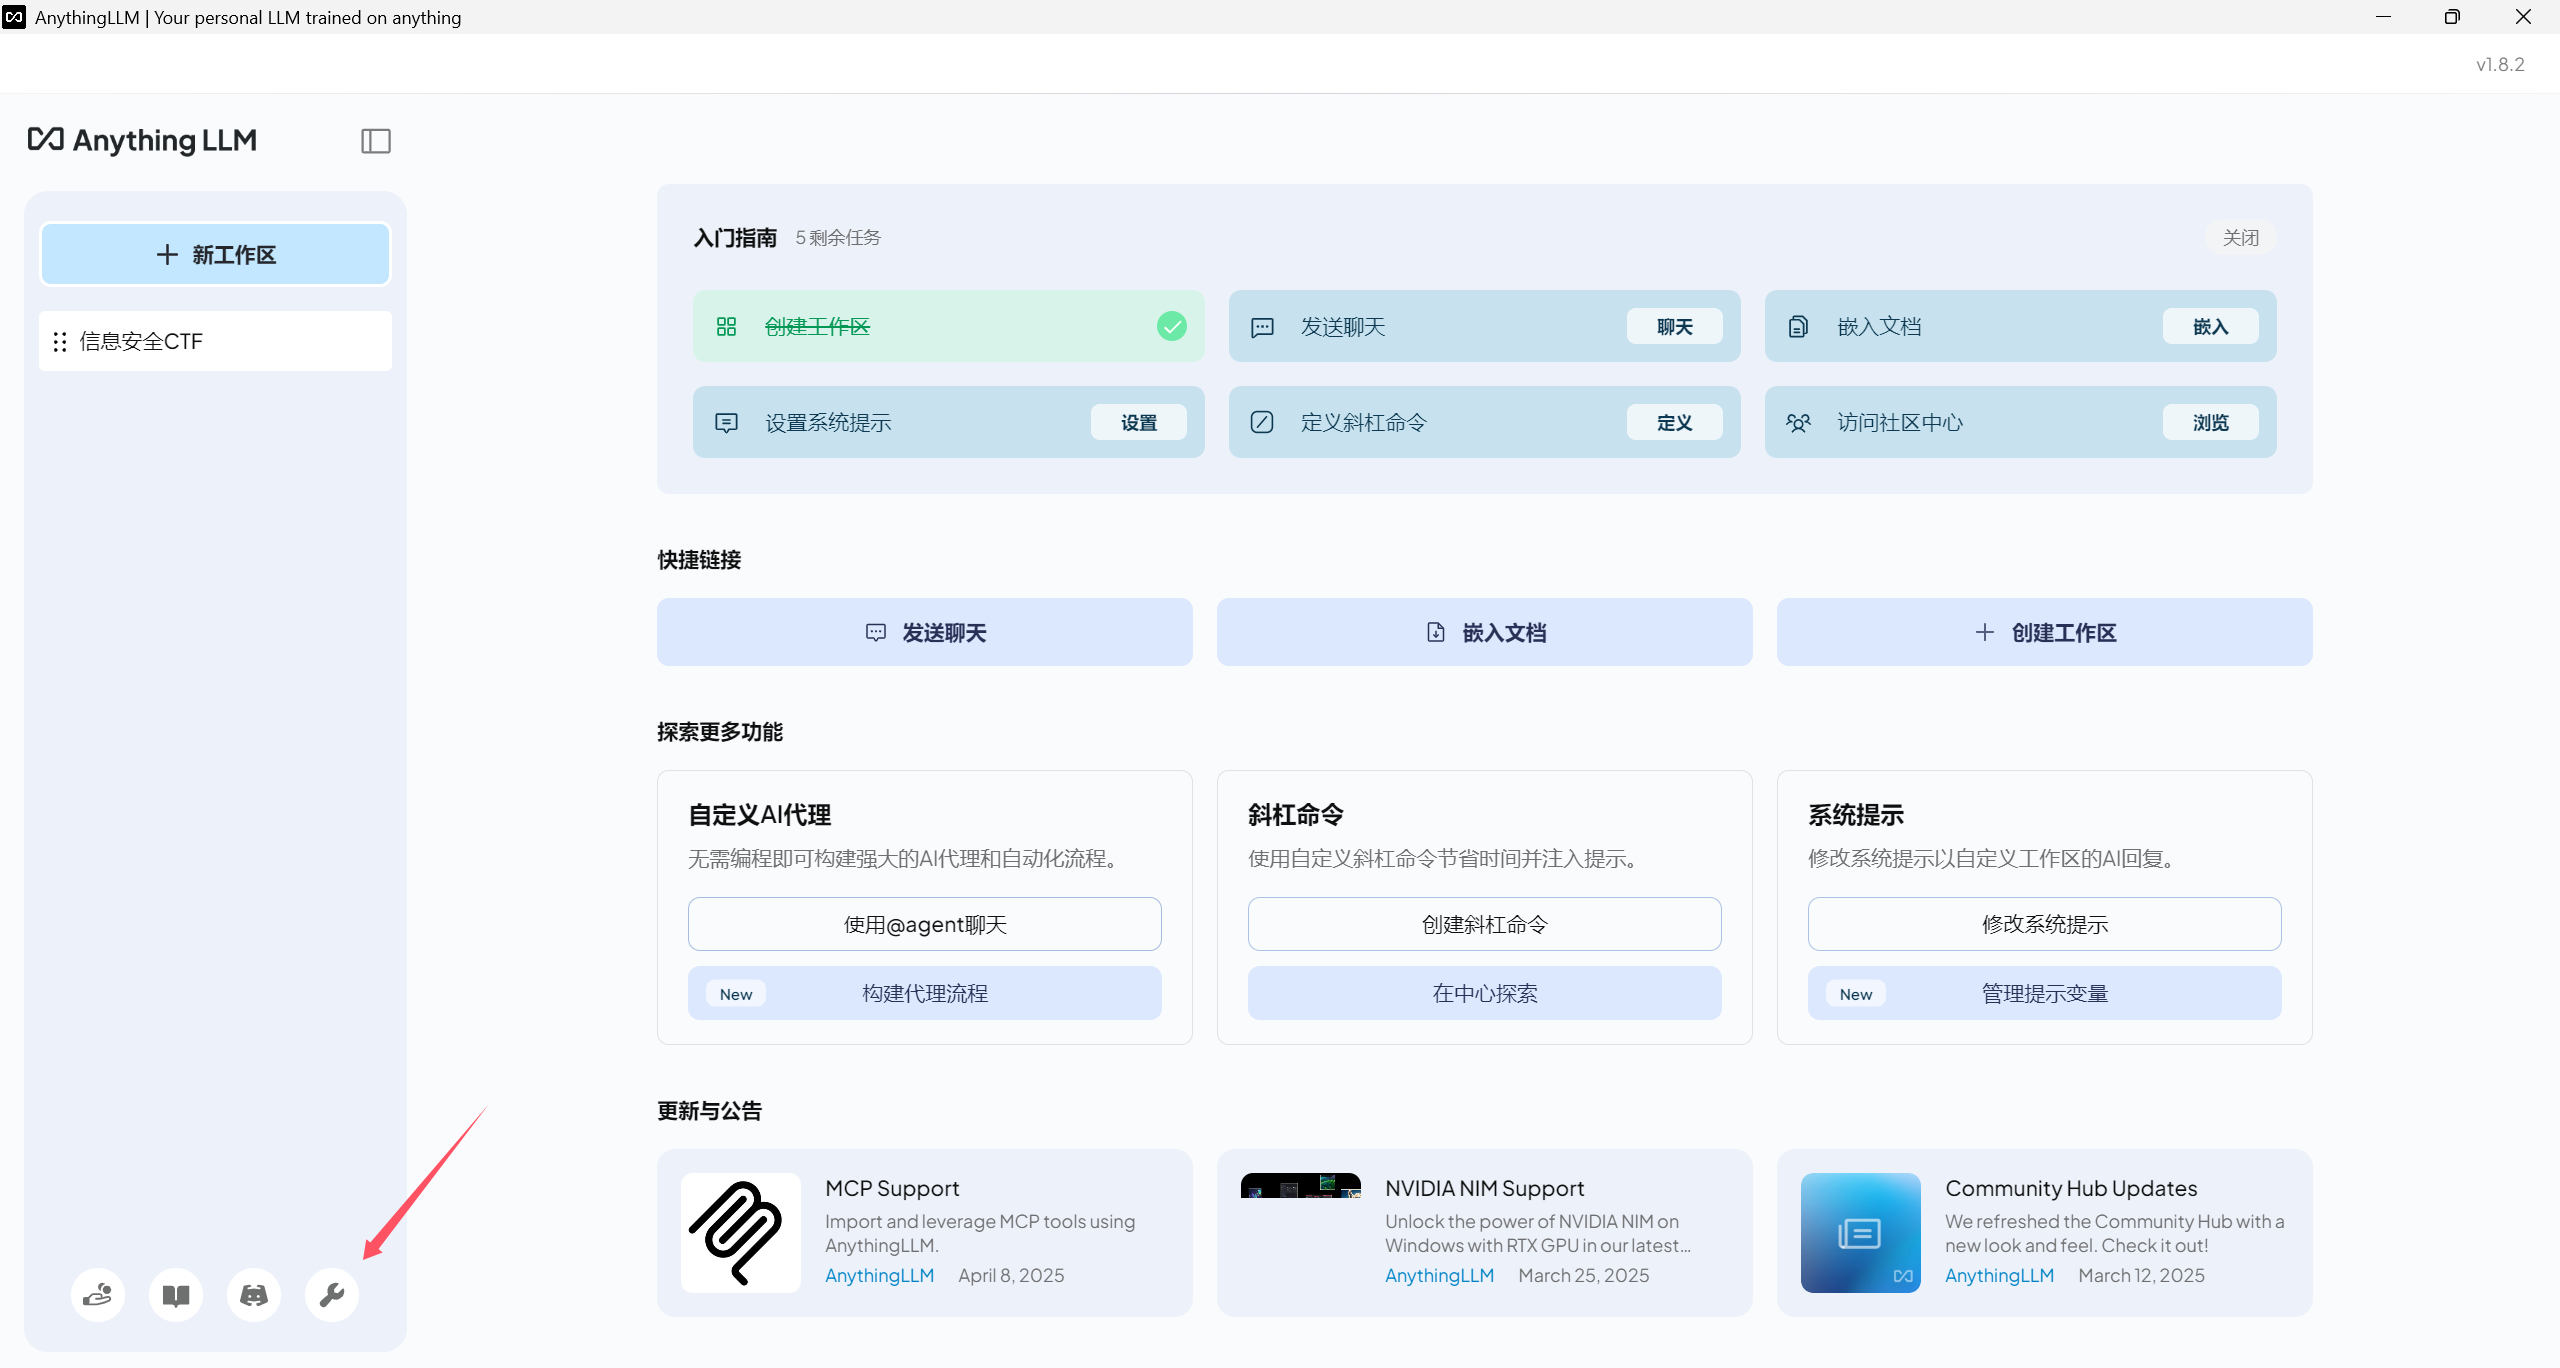 AnythingLLM | Your personal LLM trained on anything
v1.8.2
Anything LLM
新工作区
信息安全CTF
入门指南 5 剩余任务 关闭
创建工作区
发送聊天 聊天
嵌入文档 嵌入
设置系统提示 设置
定义斜杠命令 定义
访问社区中心 浏览
快捷链接
发送聊天
嵌入文档
创建工作区
探索更多功能
自定义AI代理
无需编程即可构建强大的AI代理和自动化流程。
使用@agent聊天
New 构建代理流程
斜杠命令
使用自定义斜杠命令节省时间并注入提示。
创建斜杠命令
在中心探索
系统提示
修改系统提示以自定义工作区的AI回复。
修改系统提示
New 管理提示变量
更新与公告
MCP Support
Import and leverage MCP tools using
AnythingLLM.
AnythingLLM April 8, 2025
NVIDIA NIM Support
Unlock the power of NVIDIA NIM on
Windows with RTX GPU in our latest...
AnythingLLM March 25, 2025
Community Hub Updates
We refreshed the Community Hub with a
new look and feel. Check it out!
AnythingLLM March 12, 2025